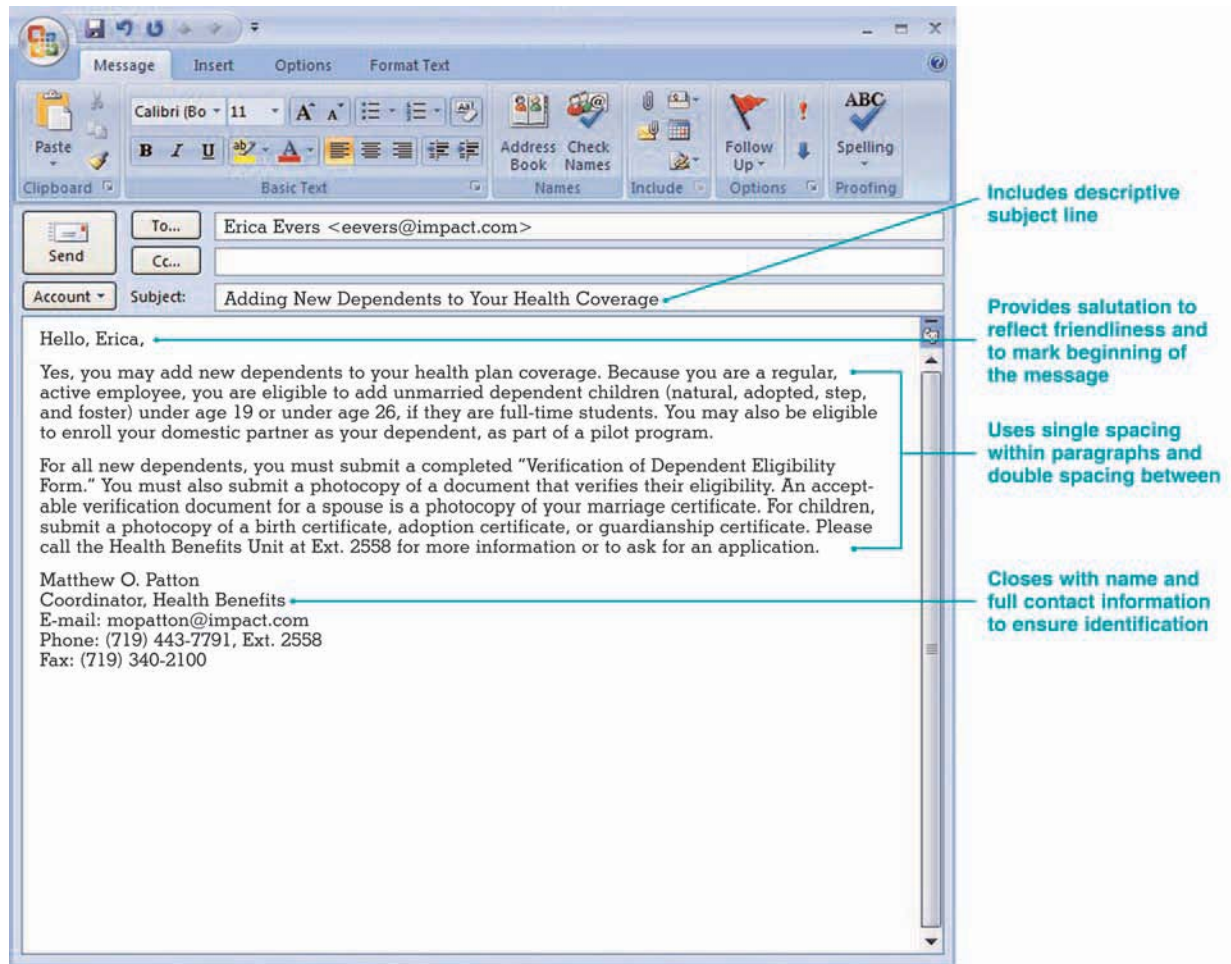 Message Insert Options Format Text
Calibri (Bo 11 A A Aa
ABC
Paste
B I U ab A
Address Check
Book Names
Follow
Up
Spelling
Clipboard Basic Text Names Include Options Proofing
To... Erica Evers <eevers@impact.com>
Send
Cc...
Account Subject: Adding New Dependents to Your Health Coverage
Hello, Erica,
Yes, you may add new dependents to your health plan coverage. Because you are a regular,
active employee, you are eligible to add unmarried dependent children (natural, adopted, step,
and foster) under age 19 or under age 26, if they are full-time students. You may also be eligible
to enroll your domestic partner as your dependent, as part of a pilot program.
For all new dependents, you must submit a completed “Verification of Dependent Eligibility
Form.” You must also submit a photocopy of a document that verifies their eligibility. An accept-
able verification document for a spouse is a photocopy of your marriage certificate. For children,
submit a photocopy of a birth certificate, adoption certificate, or guardianship certificate. Please
call the Health Benefits Unit at Ext. 2558 for more information or to ask for an application.
Matthew O. Patton
Coordinator, Health Benefits
E-mail: mopatton@impact.com
Phone: (719) 443-7791, Ext. 2558
Fax: (719) 340-2100
Includes descriptive
subject line
Provides salutation to
reflect friendliness and
to mark beginning of
the message
Uses single spacing
within paragraphs and
double spacing between
Closes with name and
full contact information
to ensure identification